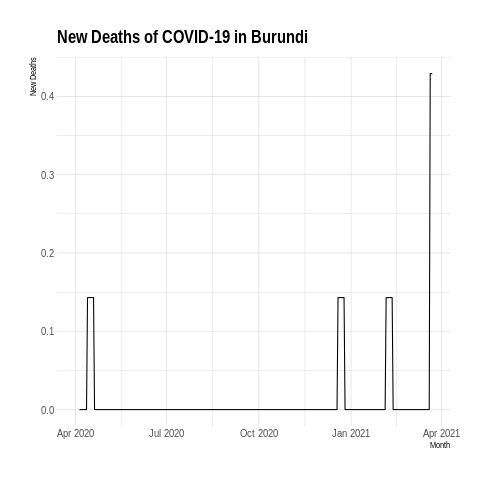 New Deaths of COVID-19 in Burundi
New Deaths
0.4
0.3
0.2
0.1
0.0
Apr 2020 Jul 2020 Oct 2020 Jan 2021 Apr 2021
Month